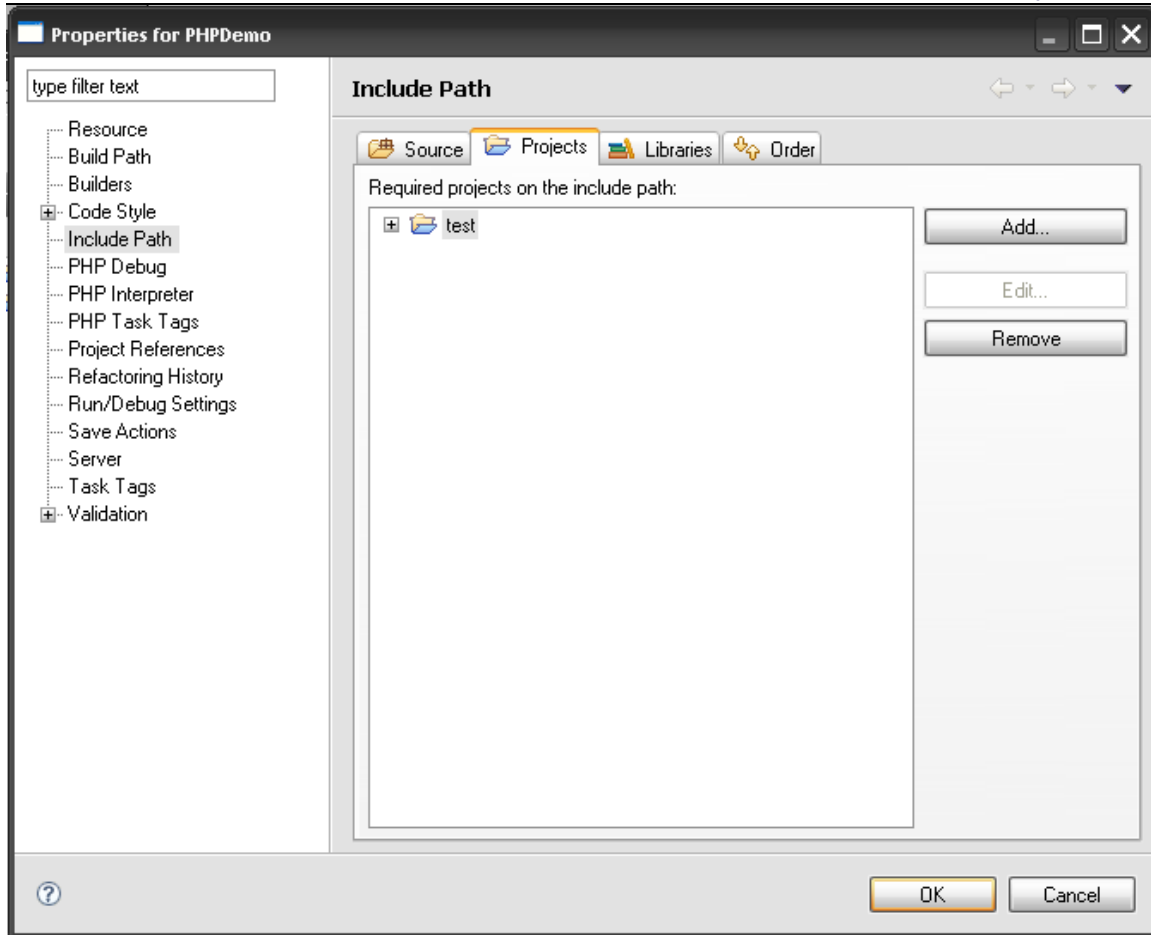 Properties for PHPDemo
type filter text
Resource
Build Path
Builders
Code Style
Include Path
PHP Debug
PHP Interpreter
PHP Task Tags
Project References
Refactoring History
Run/Debug Settings
Save Actions
Server
Task Tags
Validation
Include Path
Source Projects Libraries Order
Required projects on the include path:
test
Add...
Edit...
Remove
OK Cancel